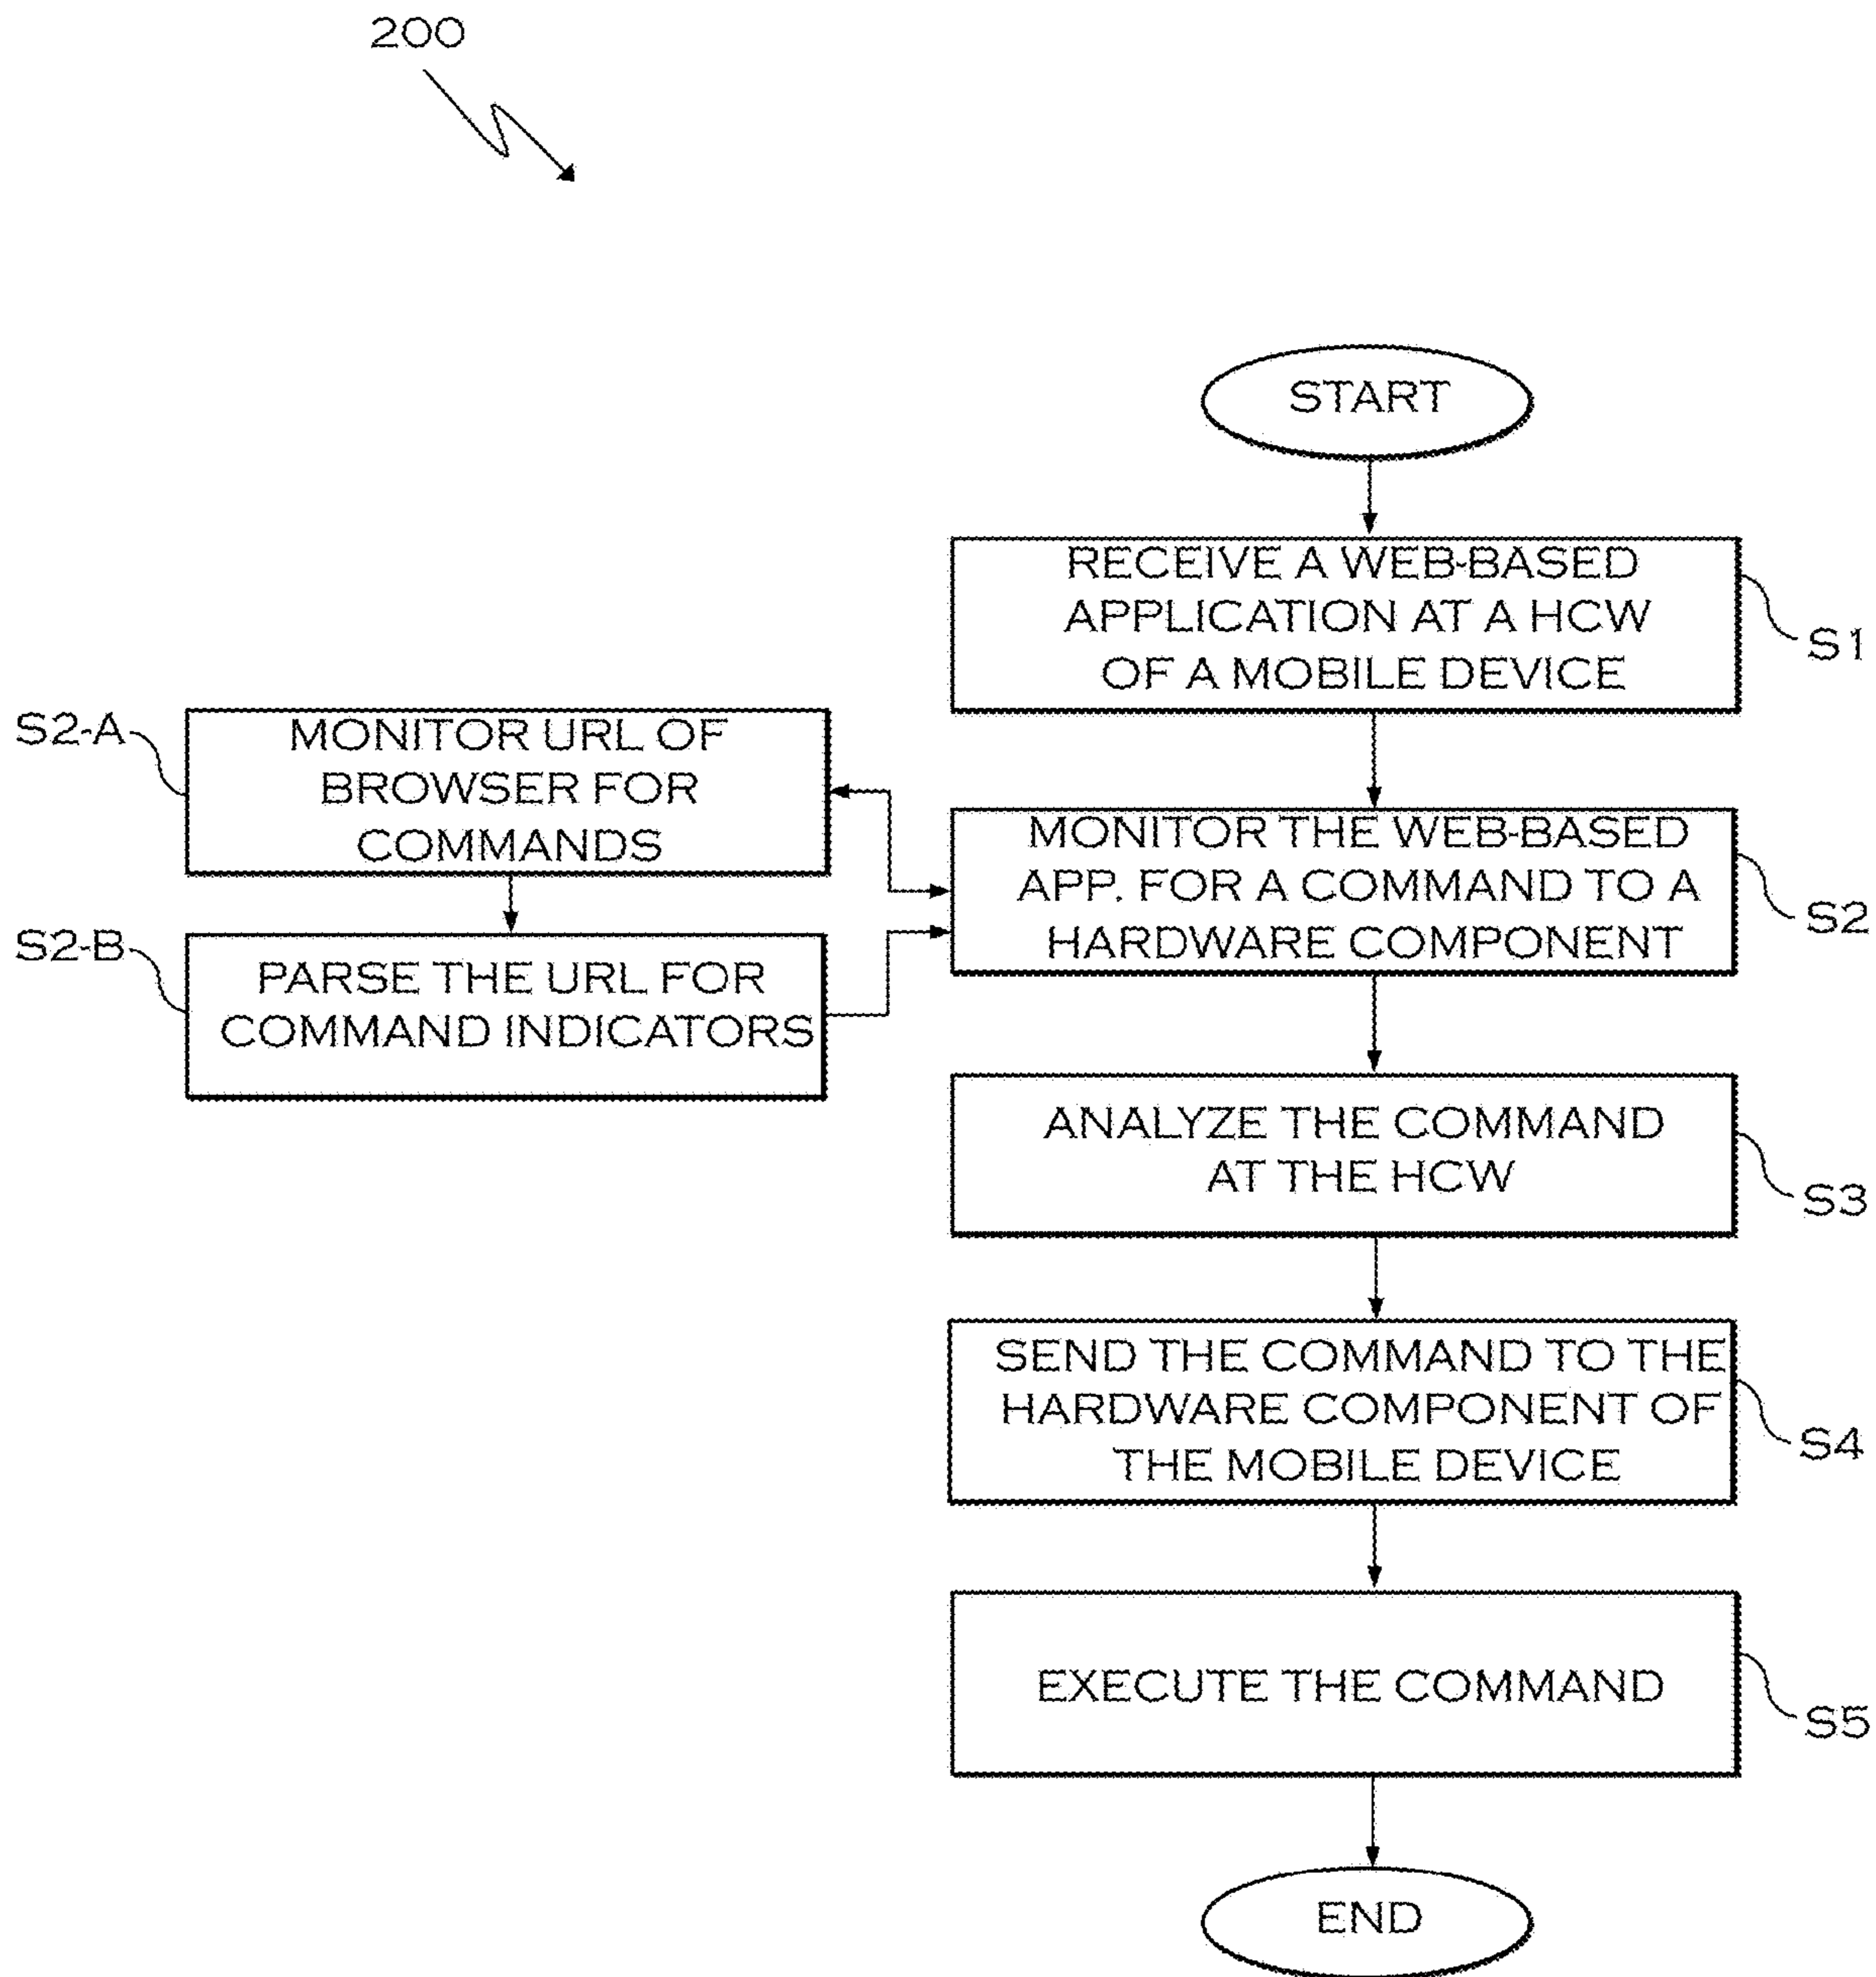 200
START
RECEIVE A WEB-BASED
APPLICATION AT A HCW
OF A MOBILE DEVICE
S1
S2-A
MONITOR URL OF
BROWSER FOR
COMMANDS
MONITOR THE WEB-BASED
APP. FOR A COMMAND TO A
HARDWARE COMPONENT
S2
S2-B
PARSE THE URL FOR
COMMAND INDICATORS
ANALYZE THE COMMAND
AT THE HCW
S3
SEND THE COMMAND TO THE
HARDWARE COMPONENT OF
THE MOBILE DEVICE
S4
EXECUTE THE COMMAND
S5
END